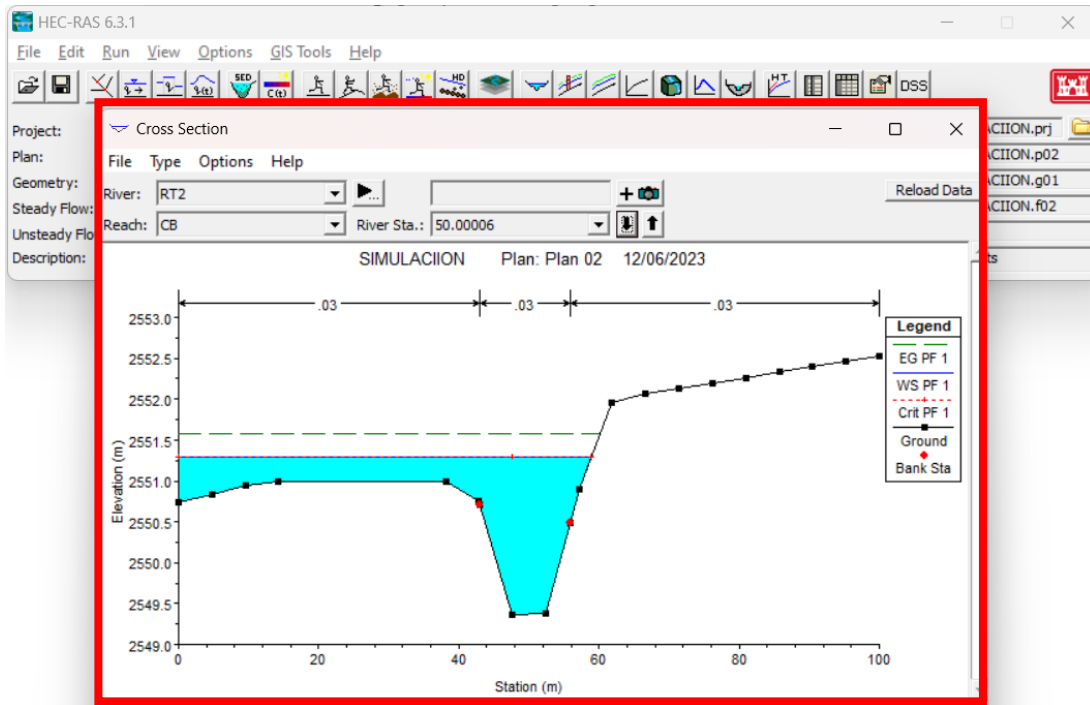 HEC-RAS 6.3.1
File Edit Run View Options GIS Tools Help
SED
C(t)
HD
HT
DSS
Project:
ACIION.prj
Plan:
ACIION.p02
Geometry:
ACIION.g01
Steady Flow:
ACIION.f02
Unsteady Flo
Description:
ts
Cross Section
File Type Options Help
River: RT2
Reload Data
Reach: CB River Sta.: 50.00006
SIMULACIION Plan: Plan 02 12/06/2023
.03 .03 .03
2553.0
2552.5
2552.0
2551.5
2551.0
2550.5
2550.0
2549.5
2549.0
Elevation (m)
0 20 40 60 80 100
Station (m)
Legend
EG PF 1
WS PF 1
Crit PF 1
Ground
Bank Sta